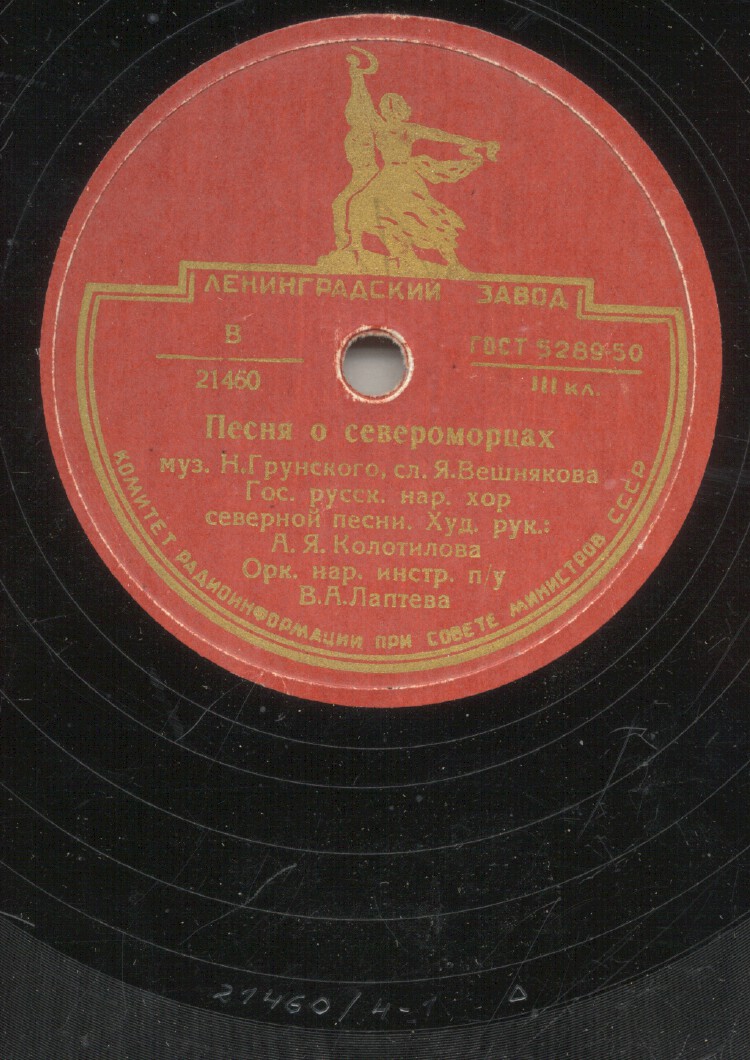 ЛЕНИНГРАДСКИЙ ЗАВОД
В
21460
ГОСТ 5289-50
III кл.
Песня о североморцах
муз. Н.Грунского, сл. Я.Вешнякова
Гос. русск. нар. хор
северной песни. Худ. рук.:
А. Я. Колотилова
Орк. нар. инстр. п/у
В.А.Лаптева
КОМИТЕТ РАДИОИНФОРМАЦИИ ПРИ СОВЕТЕ МИНИСТРОВ СССР
21460/4-1 Δ